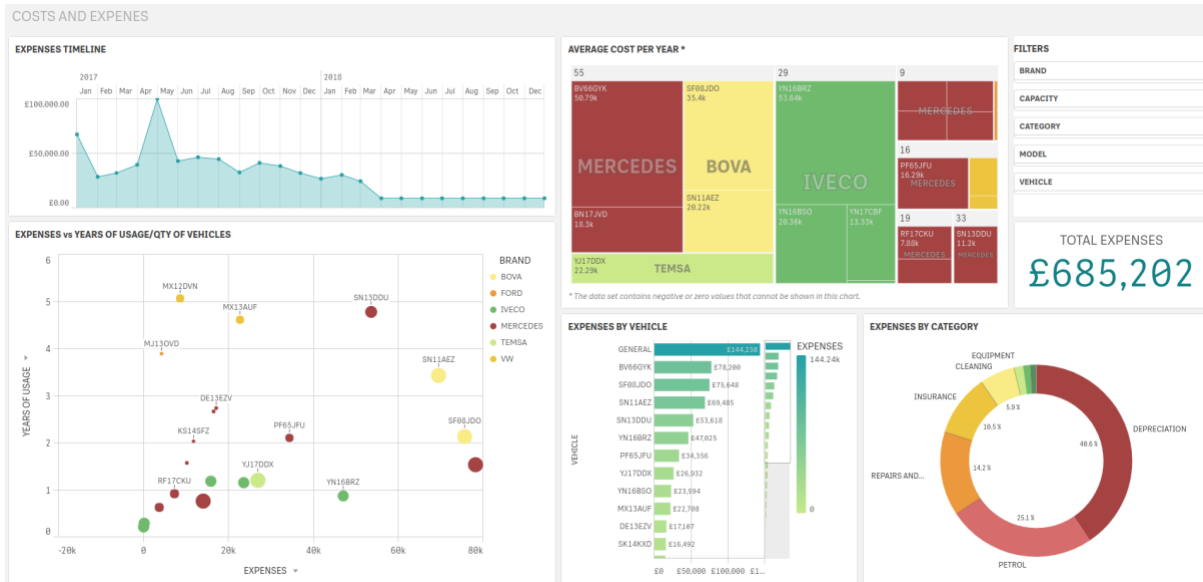 COSTS AND EXPENES
EXPENSES TIMELINE
2017 2018
Jan Feb Mar Apr May Jun Jul Aug Sep Oct Nov Dec Jan Feb Mar Apr May Jun Jul Aug Sep Oct Dec
£100,000.00
£50,000.00
£0.00
EXPENSES vs YEARS OF USAGE/QTY OF VEHICLES
6
5
4
3
2
1
0
YEARS OF USAGE
MX12DVN
MX13AUF
SN13DDU
MJ13OVD
SN11AEZ
DE13EZV
SF08JDO
PF65JFU
KS14SFZ
YJ17DDX
RF17CKU
YN16BRZ
-20k 0 20k 40k 60k 80k
EXPENSES
BRAND
BOVA
FORD
IVECO
MERCEDES
TEMSA
VW
AVERAGE COST PER YEAR *
55
BV66GYK
50.79k
MERCEDES
BN17JVD
18.5k
SF08JDO
35.4k
BOVA
SN11AEZ
20.22k
YJ17DDX
22.29k
TEMSA
29
YN16BRZ
53.64k
IVECO
YN16BSO
20.36k
YN17CBF
13.33k
9
MERCEDES
16
PF65JFU
16.29k
MERCEDES
19
RF17CKU
7.88k
MERCEDES
33
SN13DDU
11.2k
MERCEDES
* The data set contains negative or zero values that cannot be shown in this chart.
FILTERS
BRAND
CAPACITY
CATEGORY
MODEL
VEHICLE
TOTAL EXPENSES
£685,202
EXPENSES BY VEHICLE
VEHICLE
GENERAL £144,238
BV66GYK £78,200
SF08JDO £75,648
SN11AEZ £69,485
SN13DDU £53,618
YN16BRZ £47,025
PF65JFU £34,356
YJ17DDX £26,932
YN16BSO £23,594
MX13AUF £22,708
DE13EZV £17,107
SK14KXD £16,492
£0 £50,000 £100,000 £1...
EXPENSES
144.24k
0
EXPENSES BY CATEGORY
EQUIPMENT
CLEANING
INSURANCE
REPAIRS AND...
PETROL
DEPRECIATION
5.9%
10.5%
14.2%
25.1%
40.6%